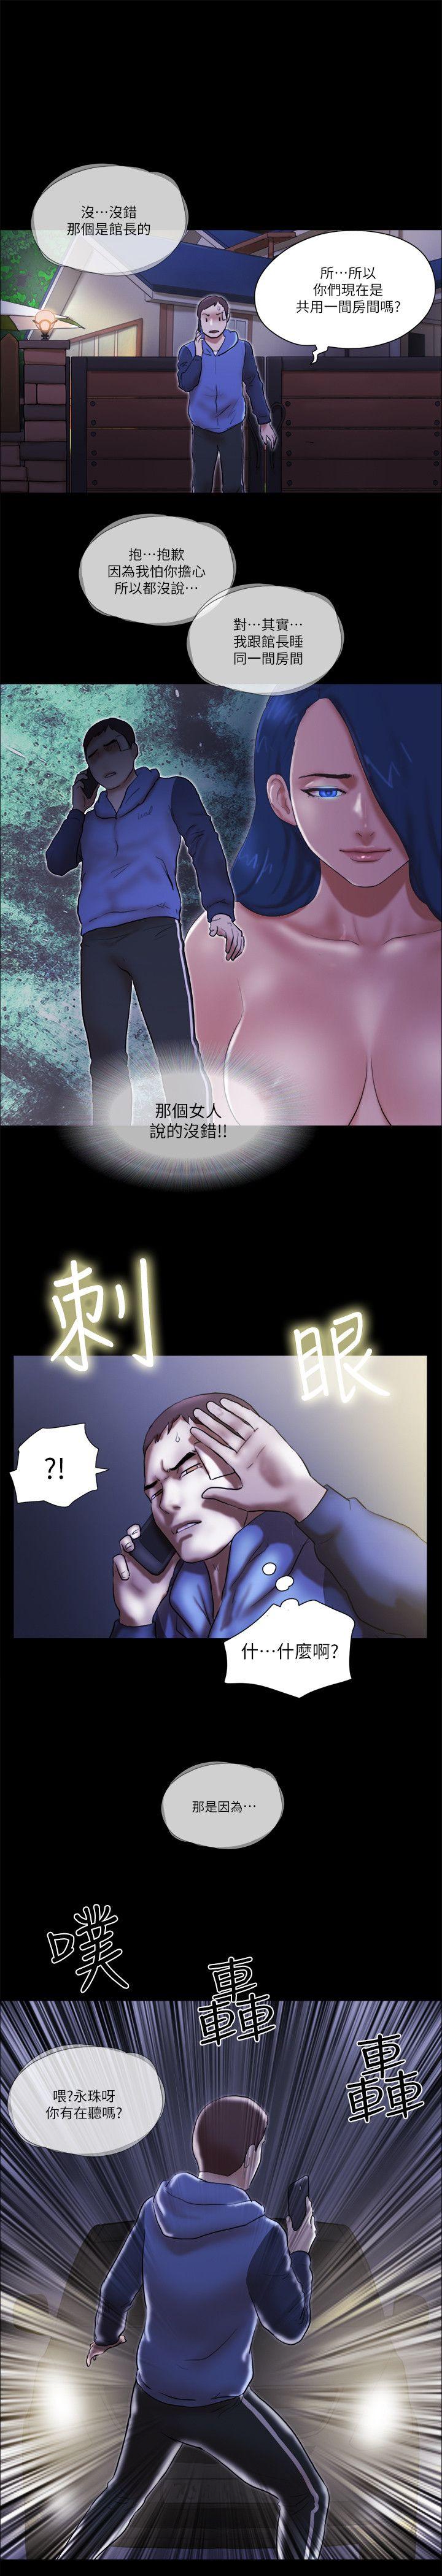 沒⋯沒錯
那個是館長的
所⋯所以
你們現在是
共用一間房間嗎?
抱⋯抱歉
因為我怕你擔心
所以都沒說⋯
對⋯其實⋯
我跟館長睡
同一間房間
那個女人
說的沒錯!!
刺
眼
?!
什⋯什麼啊?
那是因為⋯
噗
轟
轟
喂?永珠呀
你有在聽嗎?